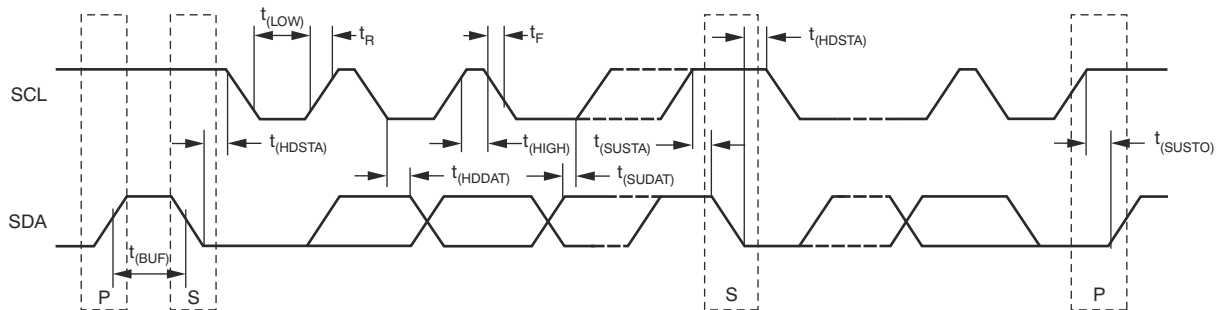 t(LOW)
tR
tF
t(HDSTA)
SCL
t(HDSTA)
t(HIGH)
t(SUSTA)
t(SUSTO)
t(HDDAT)
t(SUDAT)
SDA
t(BUF)
P
S
S
P